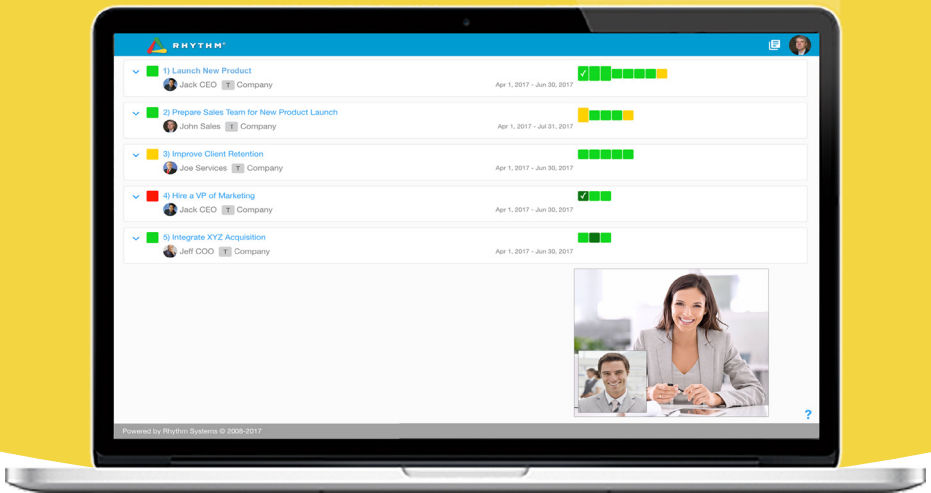 RHYTHM
1) Launch New Product
Jack CEO T Company
Apr 1, 2017 - Jun 30, 2017
2) Prepare Sales Team for New Product Launch
John Sales T Company
Apr 1, 2017 - Jul 31, 2017
3) Improve Client Retention
Joe Services T Company
Apr 1, 2017 - Jun 30, 2017
4) Hire a VP of Marketing
Jack CEO T Company
Apr 1, 2017 - Jun 30, 2017
5) Integrate XYZ Acquisition
Jeff COO T Company
Apr 1, 2017 - Jun 30, 2017
?
Powered by Rhythm Systems © 2008-2017